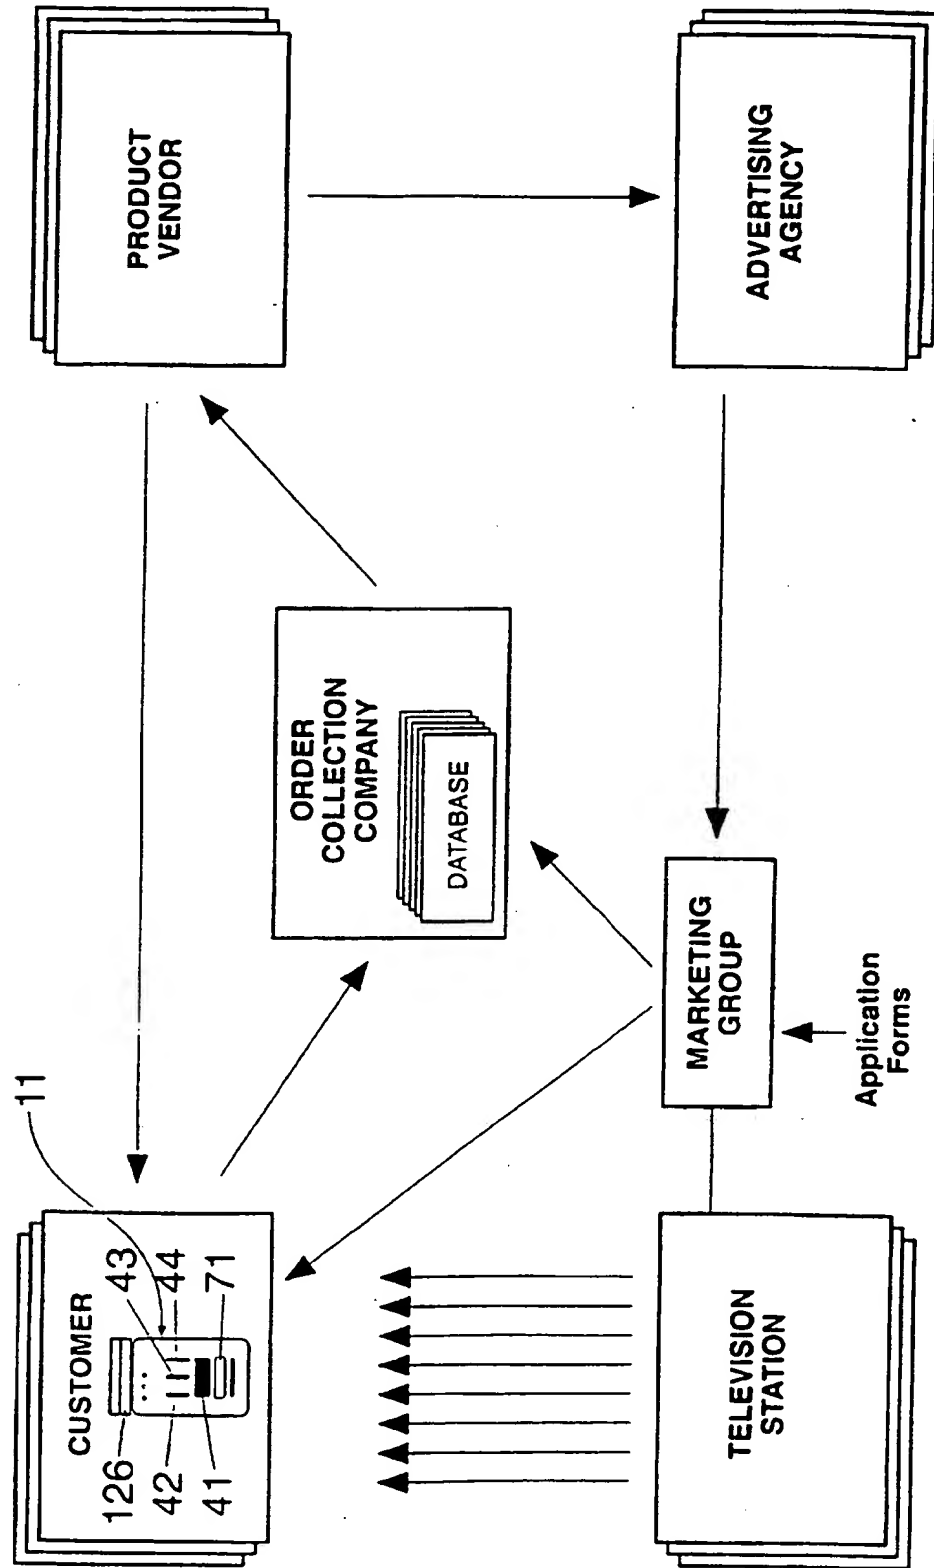 CUSTOMER
126
42
41
43
44
71
11
PRODUCT
VENDOR
ORDER
COLLECTION
COMPANY
DATABASE
TELEVISION
STATION
MARKETING
GROUP
Application
Forms
ADVERTISING
AGENCY